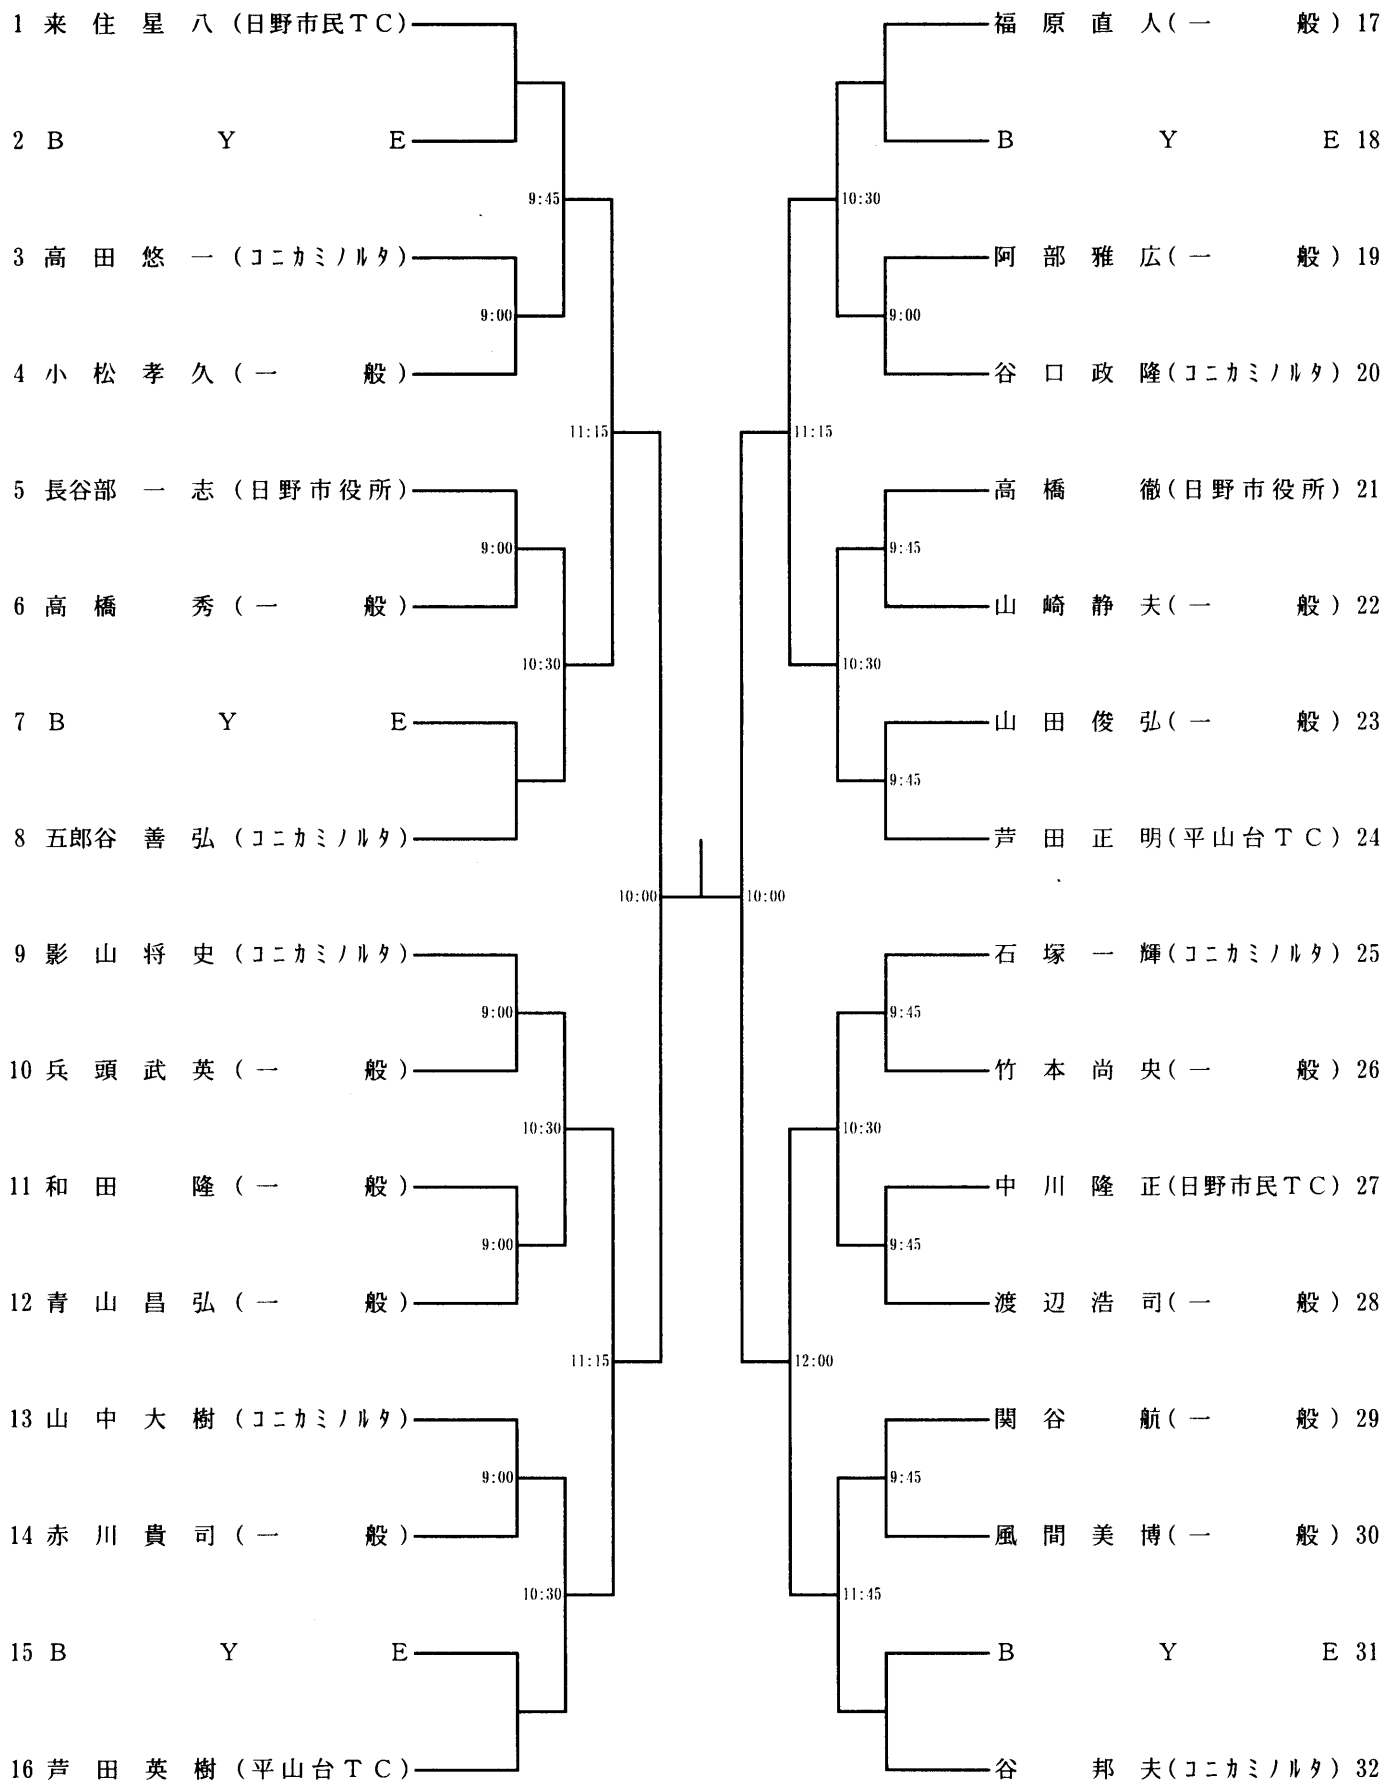 1 来住星八 (日野市民TC)
2 BYE
9:45
3 高田悠一 (コニカミノルタ)
9:00
4 小松孝久 (一般)
11:15
5 長谷部一志 (日野市役所)
9:00
6 高橋秀 (一般)
10:30
7 BYE
8 五郎谷善弘 (コニカミノルタ)
10:00
9 影山将史 (コニカミノルタ)
9:00
10 兵頭武英 (一般)
10:30
11 和田隆 (一般)
9:00
12 青山昌弘 (一般)
11:15
13 山中大樹 (コニカミノルタ)
9:00
14 赤川貴司 (一般)
10:30
15 BYE
16 芦田英樹 (平山台TC)
福原直人 (一般) 17
BYE 18
10:30
阿部雅広 (一般) 19
9:00
谷口政隆 (コニカミノルタ) 20
11:15
高橋徹 (日野市役所) 21
9:45
山崎静夫 (一般) 22
10:30
山田俊弘 (一般) 23
9:45
芦田正明 (平山台TC) 24
10:00
石塚一輝 (コニカミノルタ) 25
9:45
竹本尚央 (一般) 26
10:30
中川隆正 (日野市民TC) 27
9:45
渡辺浩司 (一般) 28
12:00
関谷航 (一般) 29
9:45
風間美博 (一般) 30
11:45
BYE 31
谷邦夫 (コニカミノルタ) 32